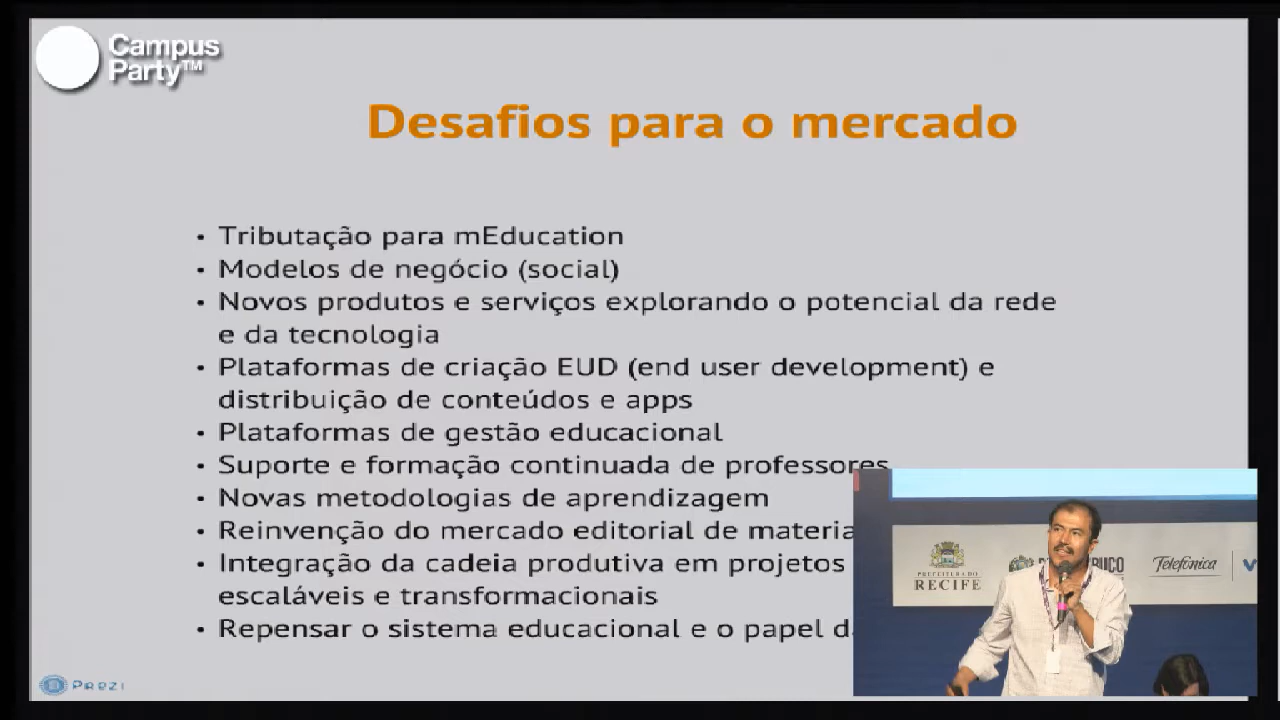 Campus
Party™
Desafios para o mercado
• Tributação para mEducation
• Modelos de negócio (social)
• Novos produtos e serviços explorando o potencial da rede
e da tecnologia
• Plataformas de criação EUD (end user development) e
distribuição de conteúdos e apps
• Plataformas de gestão educacional
• Suporte e formação continuada de professores
• Novas metodologias de aprendizagem
• Reinvenção do mercado editorial de materia
• Integração da cadeia produtiva em projetos
escaláveis e transformacionais
• Repensar o sistema educacional e o papel d
PREFEITURA DO
RECIFE
Telefónica
Prezi